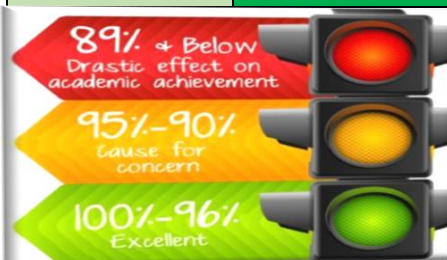 89% & Below
Drastic effect on
academic achievement
95%-90%
Cause for
concern
100%-96%
Excellent